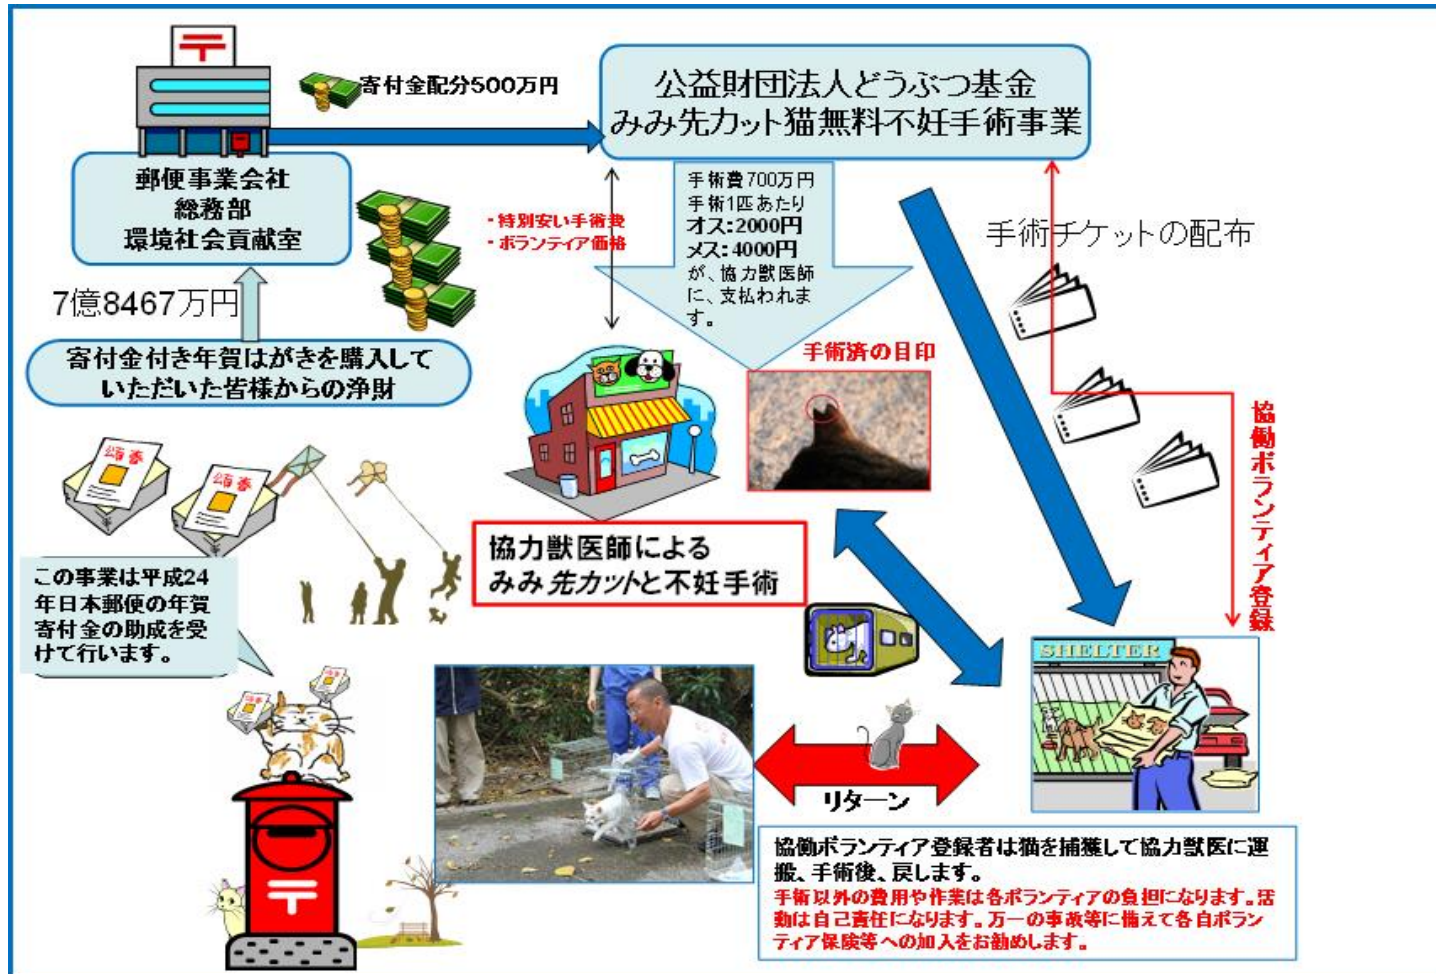 寄付金配分500万円
公益財団法人どうぶつ基金
みみ先カット猫無料不妊手術事業
郵便事業会社
総務部
環境社会貢献室
・特別安い手術費
・ボランティア価格
手術費700万円
手術1匹あたり
オス:2000円
メス:4000円
が、協力獣医師
に、支払われま
す。
手術チケットの配布
7億8467万円
寄付金付き年賀はがきを購入して
いただいた皆様からの浄財
手術済の目印
協働ボランティア登録
頌春
頌春
協力獣医師による
みみ先カットと不妊手術
この事業は平成24
年日本郵便の年賀
寄付金の助成を受
けて行います。
SHELTER
リターン
協働ボランティア登録者は猫を捕獲して協力獣医に運
搬、手術後、戻します。
手術以外の費用や作業は各ボランティアの負担になります。活
動は自己責任になります。万一の事故等に備えて各自ボラン
ティア保険等への加入をお勧めします。